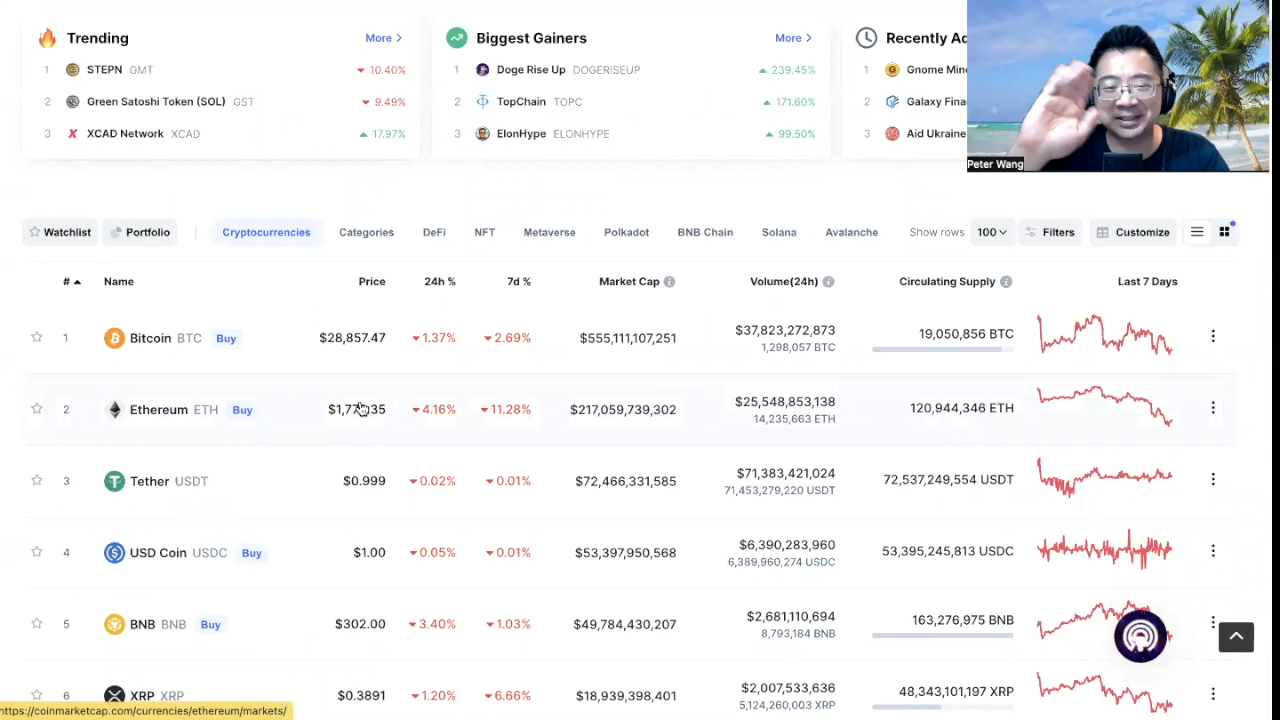 Trending
More >
1 STEPN GMT 10.40%
2 Green Satoshi Token (SOL) GST 9.49%
3 XCAD Network XCAD 17.97%
Biggest Gainers
More >
1 Doge Rise Up DOGERISEUP 239.45%
2 TopChain TOPC 171.60%
3 ElonHype ELONHYPE 99.50%
Recently Ad
1 Gnome Mine
2 Galaxy Fina
3 Aid Ukraine
Peter Wang
Watchlist Portfolio Cryptocurrencies Categories DeFi NFT Metaverse Polkadot BNB Chain Solana Avalanche Show rows 100 Filters Customize
# Name Price 24h % 7d % Market Cap Volume(24h) Circulating Supply Last 7 Days
1 Bitcoin BTC Buy $28,857.47 1.37% 2.69% $555,111,107,251 $37,823,272,873 19,050,856 BTC
1,298,057 BTC
2 Ethereum ETH Buy 4.16% 11.28% $217,059,739,302 $25,548,853,138 120,944,346 ETH
14,235,663 ETH
3 Tether USDT $0.999 0.02% 0.01% $72,466,331,585 $71,383,421,024 72,537,249,554 USDT
71,453,279,220 USDT
4 USD Coin USDC Buy $1.00 0.05% 0.01% $53,397,950,568 $6,390,283,960 53,395,245,813 USDC
6,389,960,274 USDC
5 BNB BNB Buy $302.00 3.40% 1.03% $49,784,430,207 $2,681,110,694 163,276,975 BNB
8,793,184 BNB
6 XRP XRP $0.3891 1.20% 6.66% $18,939,398,401 $2,007,533,636 48,343,101,197 XRP
5,124,260,003 XRP
https://coinmarketcap.com/currencies/ethereum/markets/